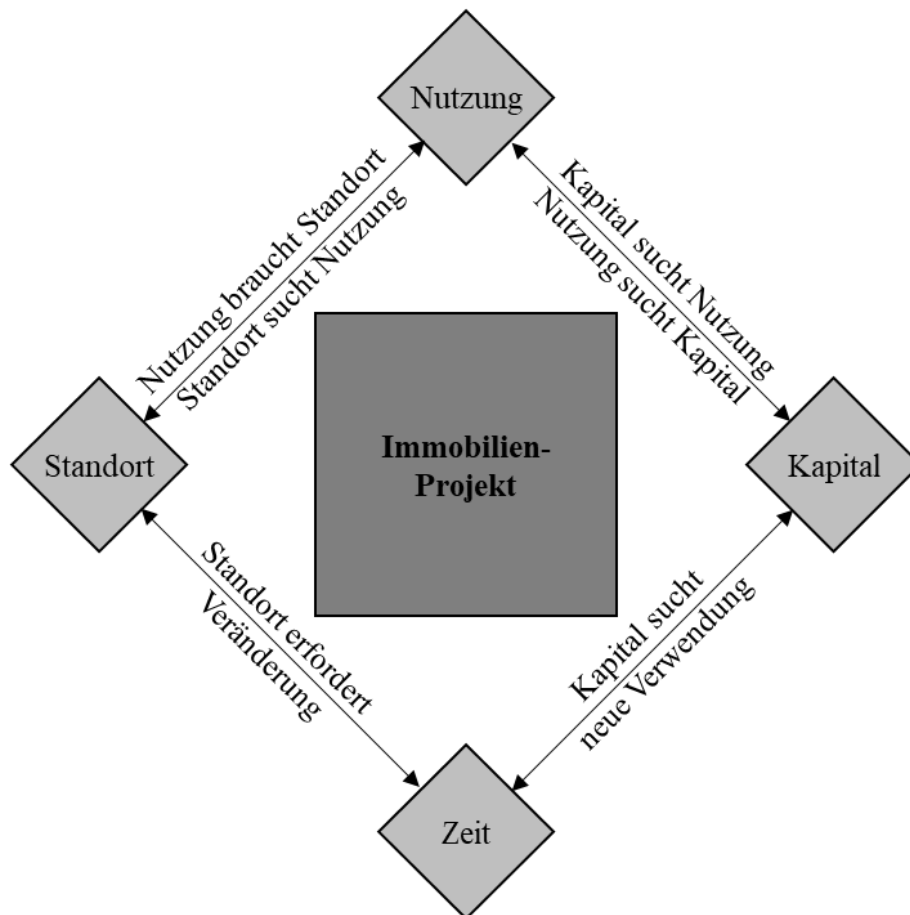 Nutzung
Nutzung braucht Standort
Standort sucht Nutzung
Kapital sucht Nutzung
Nutzung sucht Kapital
Standort
Immobilien-
Projekt
Kapital
Standort erfordert
Veränderung
Kapital sucht
neue Verwendung
Zeit